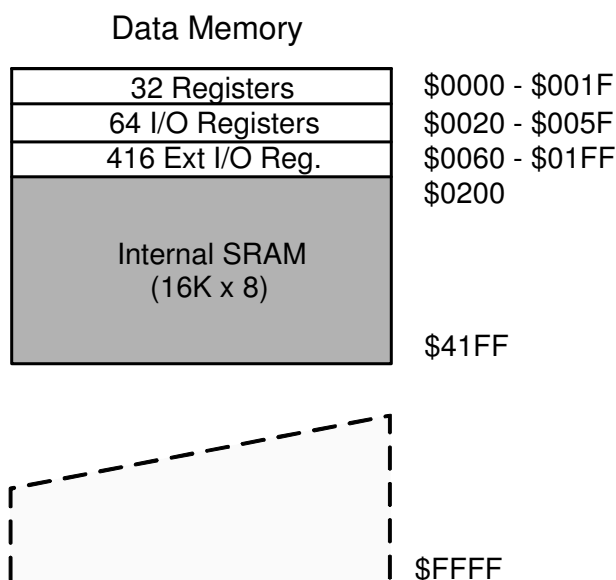 Data Memory
32 Registers $0000 - $001F
64 I/O Registers $0020 - $005F
416 Ext I/O Reg. $0060 - $01FF
$0200
Internal SRAM
(16K x 8)
$41FF
$FFFF